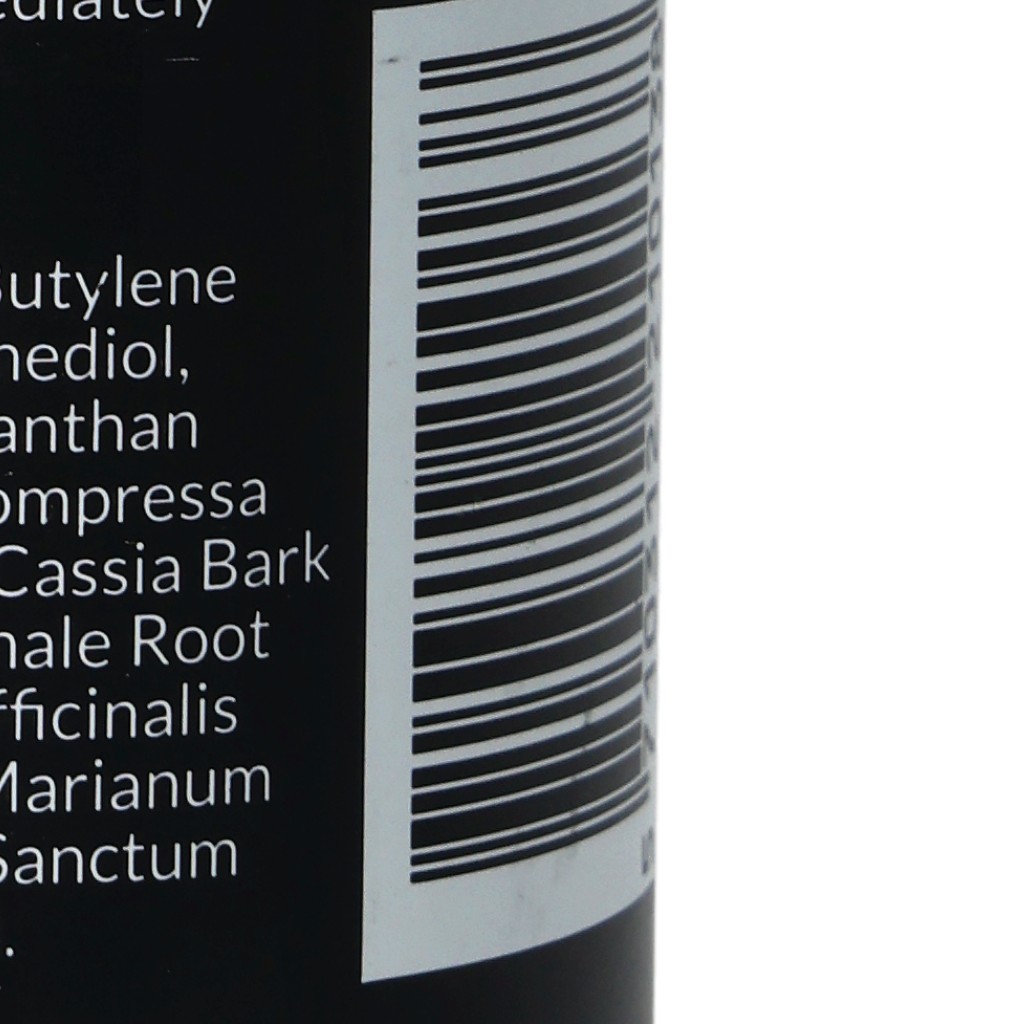 ediately
Butylene
nediol,
anthan
ompressa
Cassia Bark
nale Root
fficinalis
Marianum
Sanctum
.